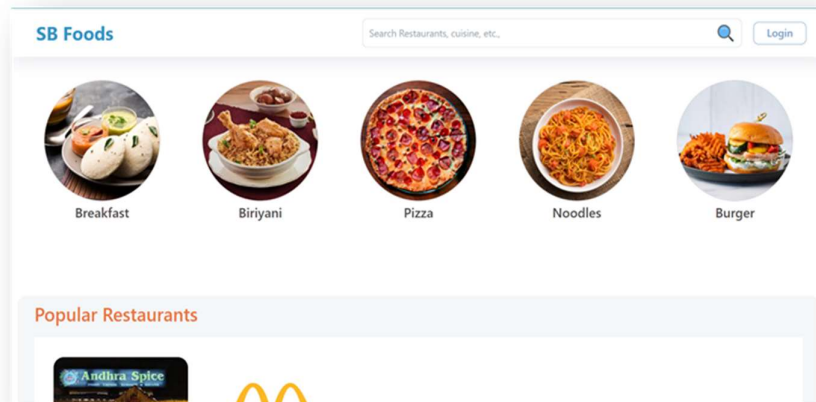 SB Foods
Search Restaurants, cuisine, etc.,
Login
Breakfast
Biriyani
Pizza
Noodles
Burger
Popular Restaurants
Andhra Spice